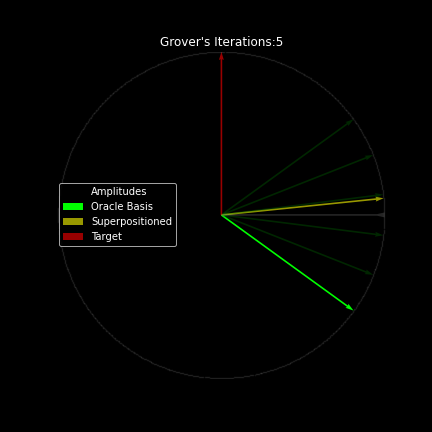 Grover's Iterations:5
Amplitudes
Oracle Basis
Superpositioned
Target